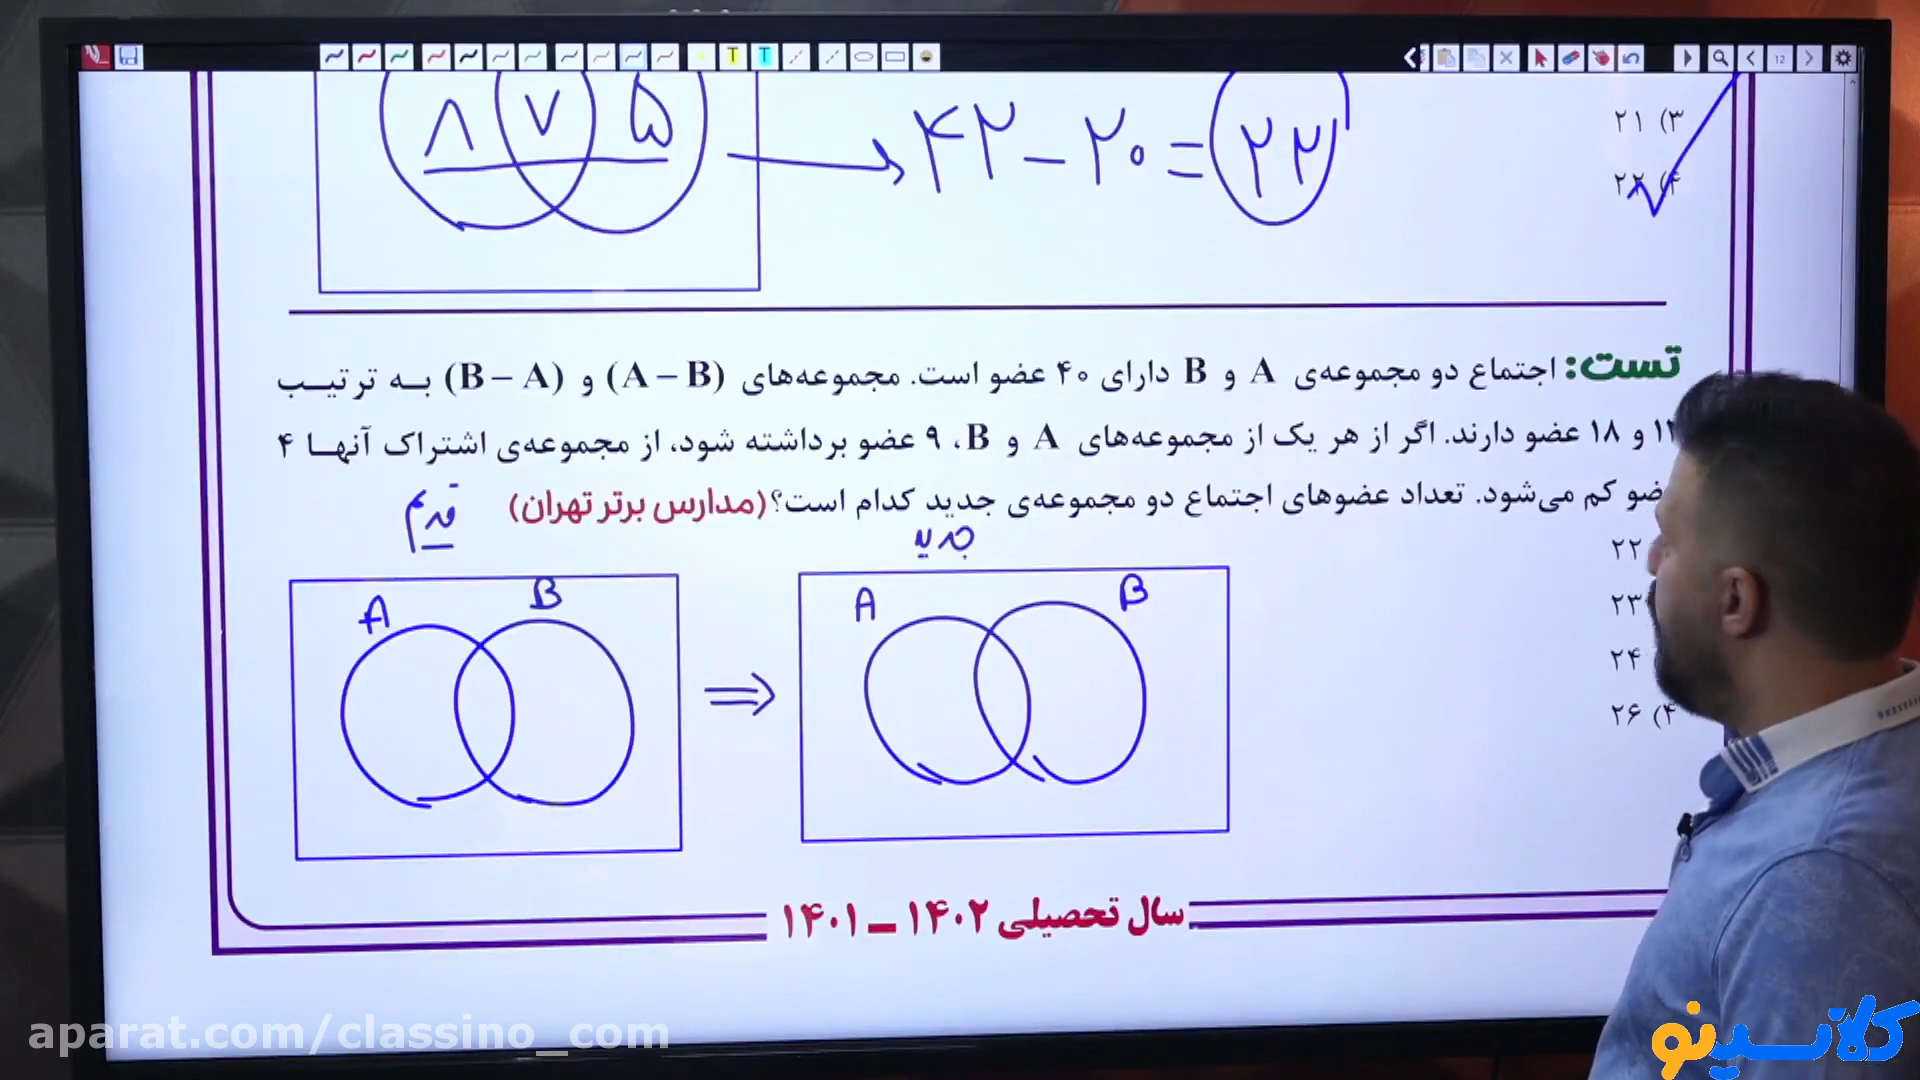 ۸ ۷ ۵
۴۲ - ۲۰ = ۲۲
۳) ۲۱
۴) ۲۲
تست: اجتماع دو مجموعه‌ی A و B دارای ۴۰ عضو است. مجموعه‌های (A – B) و (B – A) به ترتیب
و ۱۸ عضو دارند. اگر از هر یک از مجموعه‌های A و B، ۹ عضو برداشته شود، از مجموعه‌ی اشتراک آنها ۴
کم می‌شود. تعداد عضوهای اجتماع دو مجموعه‌ی جدید کدام است؟ (مدارس برتر تهران)
قدیم
جدید
۲۲
۲۳
۲۴
۴) ۲۶
A B
A B
سال تحصیلی ۱۴۰۲ – ۱۴۰۱
aparat.com/classino_com
کلاسینو